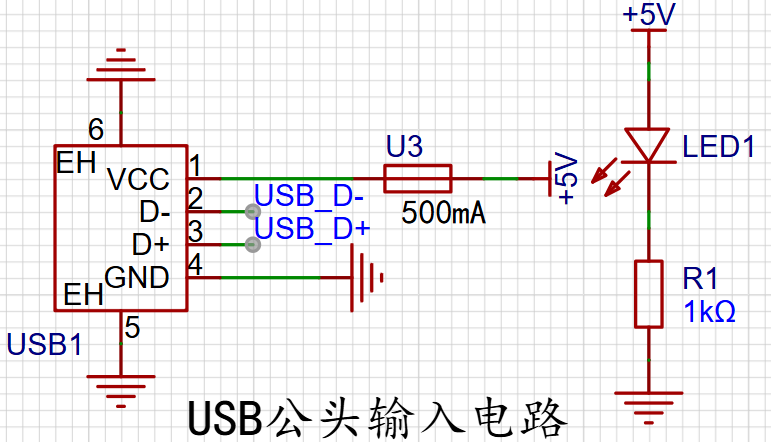 +5V
6
U3
LED1
EH
VCC
1
+5V
2
USB_D-
D-
500mA
3
USB_D+
D+
4
GND
R1
EH
1kΩ
5
USB1
USB公头输入电路